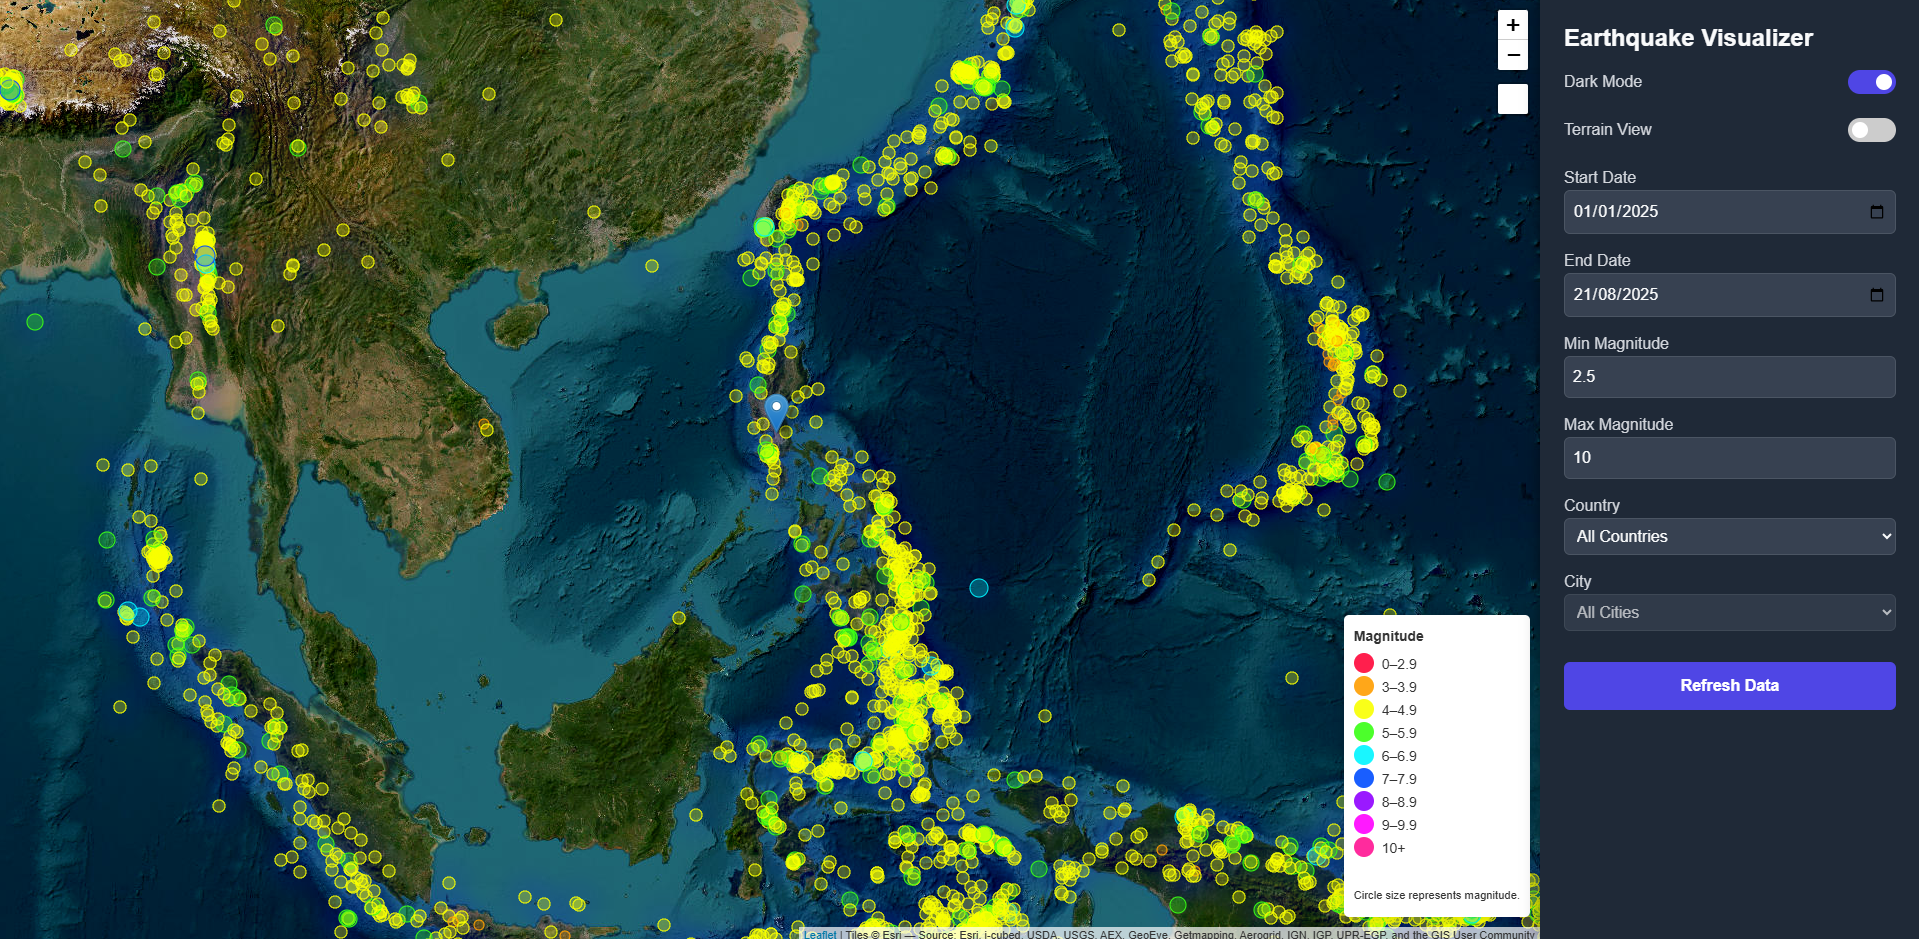 +
−
Earthquake Visualizer
Dark Mode
Terrain View
Start Date
01/01/2025
End Date
21/08/2025
Min Magnitude
2.5
Max Magnitude
10
Country
All Countries
City
All Cities
Refresh Data
Magnitude
0–2.9
3–3.9
4–4.9
5–5.9
6–6.9
7–7.9
8–8.9
9–9.9
10+
Circle size represents magnitude.
Leaflet | Tiles © Esri — Source: Esri, i-cubed, USDA, USGS, AEX, GeoEye, Getmapping, Aerogrid, IGN, IGP, UPR-EGP, and the GIS User Community